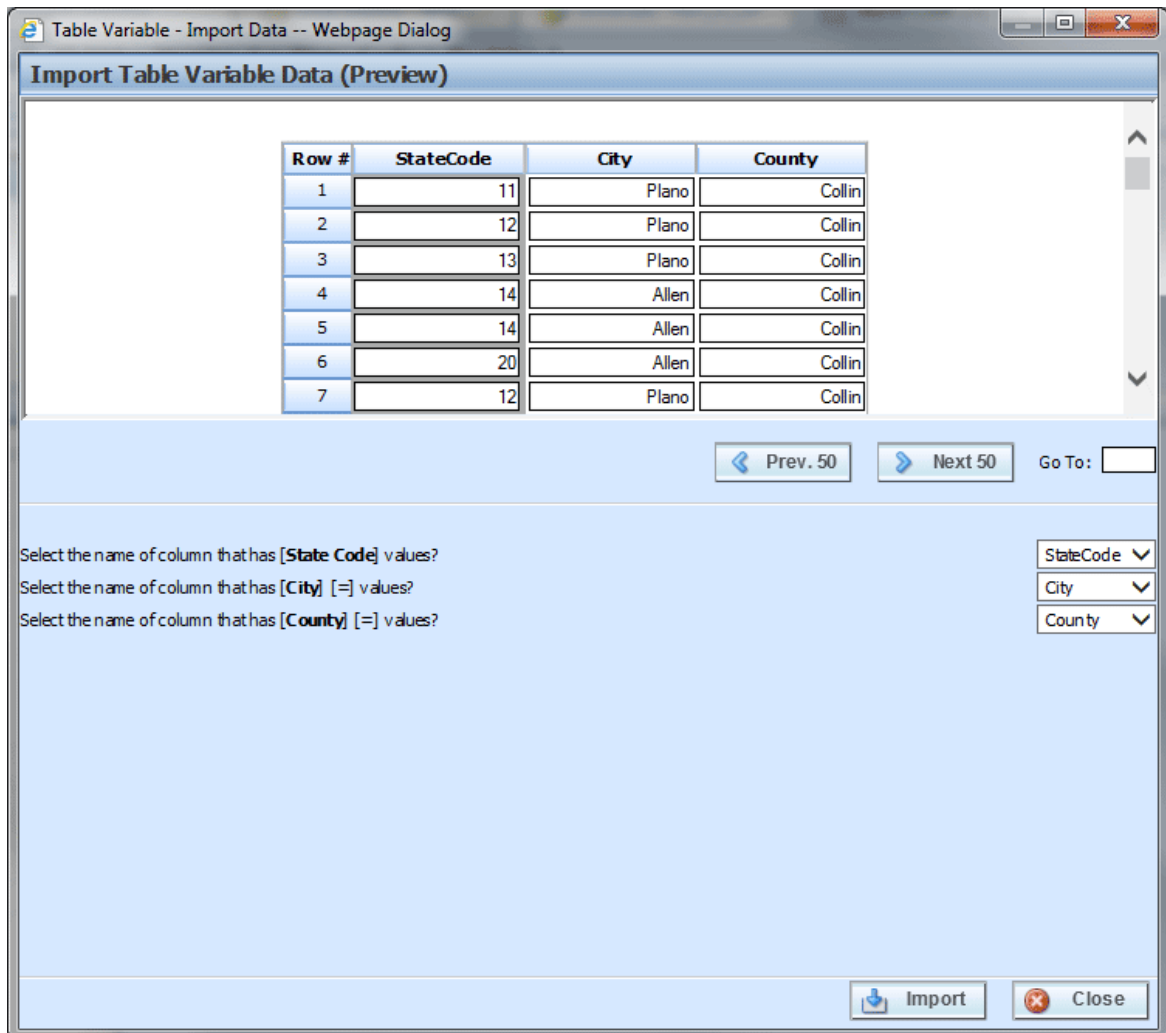 Table Variable - Import Data -- Webpage Dialog
Import Table Variable Data (Preview)
Row # StateCode City County
1 11 Plano Collin
2 12 Plano Collin
3 13 Plano Collin
4 14 Allen Collin
5 14 Allen Collin
6 20 Allen Collin
7 12 Plano Collin
Prev. 50 Next 50 Go To:
Select the name of column that has [State Code] values? StateCode
Select the name of column that has [City] [=] values? City
Select the name of column that has [County] [=] values? County
Import Close